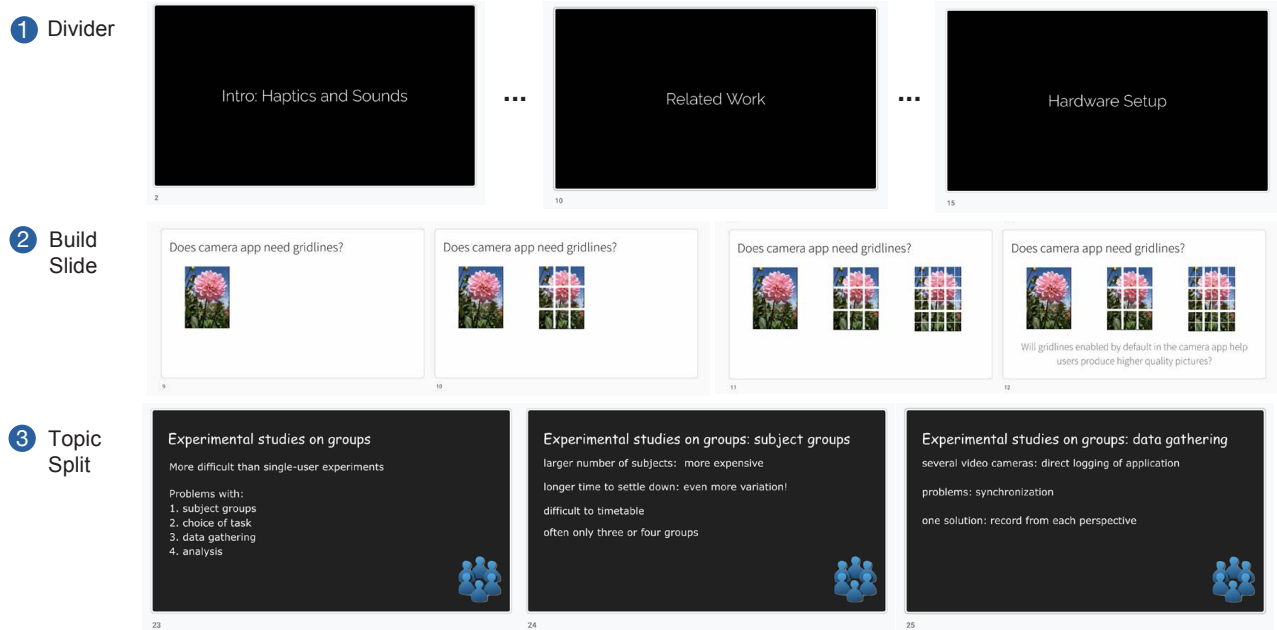 1 Divider
Intro: Haptics and Sounds
2
...
Related Work
10
...
Hardware Setup
15
2 Build
Slide
Does camera app need gridlines?
9
Does camera app need gridlines?
10
Does camera app need gridlines?
11
Does camera app need gridlines?
Will gridlines enabled by default in the camera app help
users produce higher quality pictures?
12
3 Topic
Split
Experimental studies on groups
More difficult than single-user experiments
Problems with:
1. subject groups
2. choice of task
3. data gathering
4. analysis
23
Experimental studies on groups: subject groups
larger number of subjects: more expensive
longer time to settle down: even more variation!
difficult to timetable
often only three or four groups
24
Experimental studies on groups: data gathering
several video cameras: direct logging of application
problems: synchronization
one solution: record from each perspective
25